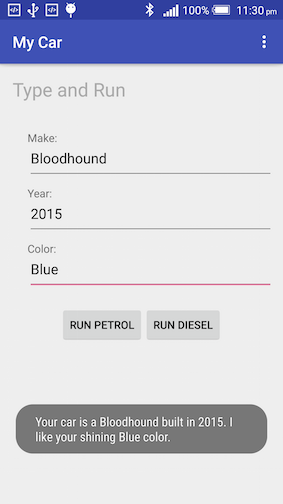 100% 11:30 pm
My Car
Type and Run
Make:
Bloodhound
Year:
2015
Color:
Blue
RUN PETROL RUN DIESEL
Your car is a Bloodhound built in 2015. I
like your shining Blue color.